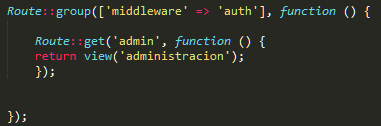 Route::group(['middleware' => 'auth'], function () {
Route::get('admin', function () {
return view('administracion');
});
});